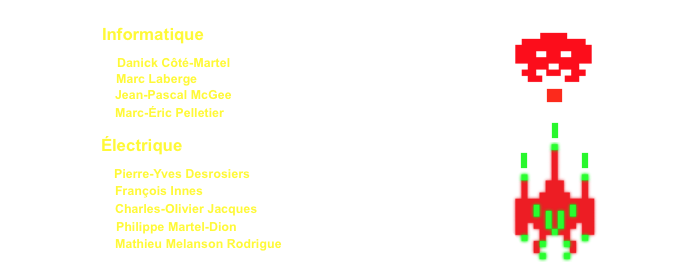 Informatique
Danick Côté-Martel
Marc Laberge
Jean-Pascal McGee
Marc-Éric Pelletier
Électrique
Pierre-Yves Desrosiers
François Innes
Charles-Olivier Jacques
Philippe Martel-Dion
Mathieu Melanson Rodrigue